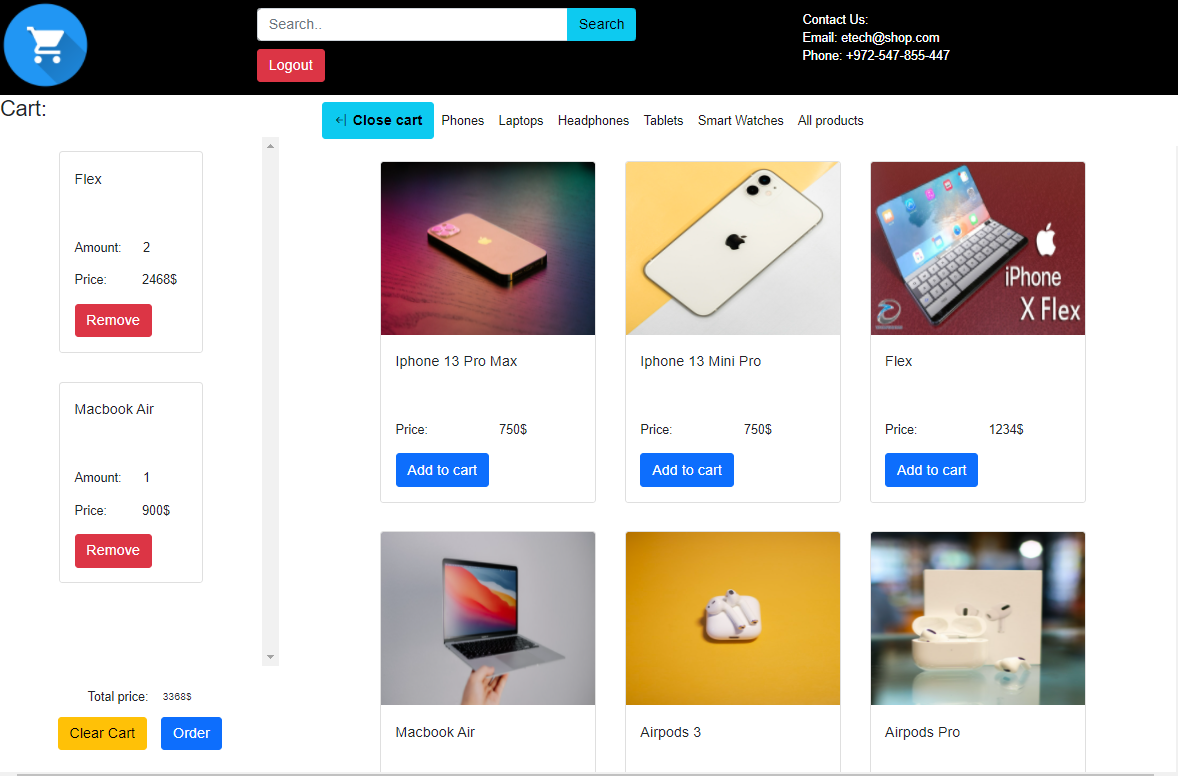 Search..
Search
Logout
Contact Us:
Email: etech@shop.com
Phone: +972-547-855-447
Cart:
Close cart
Phones
Laptops
Headphones
Tablets
Smart Watches
All products
Flex
Amount: 2
Price: 2468$
Remove
Macbook Air
Amount: 1
Price: 900$
Remove
Total price: 3368$
Clear Cart
Order
Iphone 13 Pro Max
Price: 750$
Add to cart
Iphone 13 Mini Pro
Price: 750$
Add to cart
iPhone
X Flex
Flex
Price: 1234$
Add to cart
Macbook Air
Airpods 3
Airpods Pro